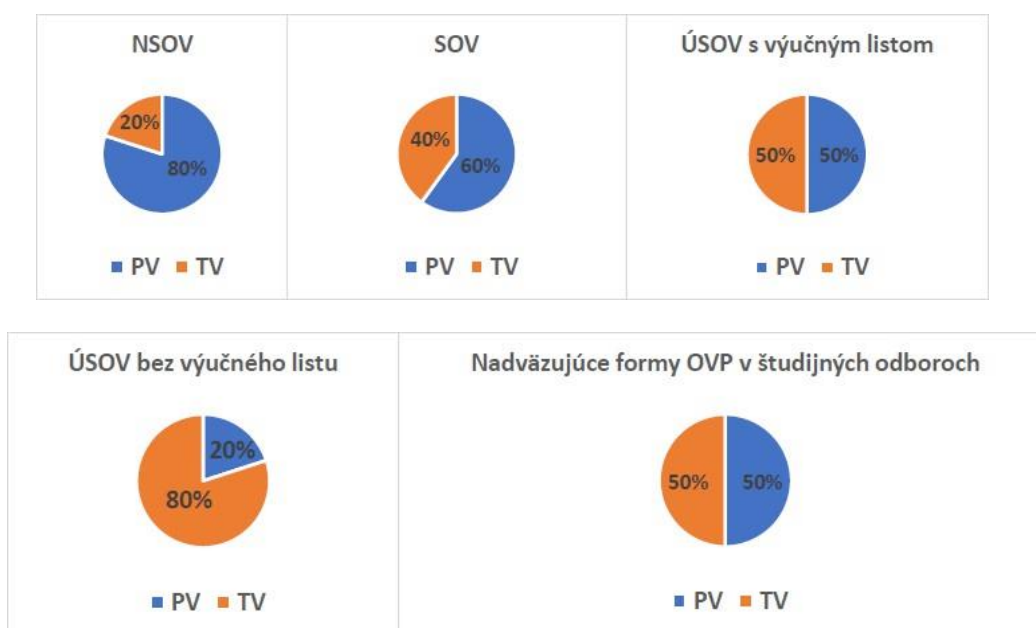 NSOV
20%
80%
PV TV
SOV
40%
60%
PV TV
ÚSOV s výučným listom
50% 50%
PV TV
ÚSOV bez výučného listu
20%
80%
PV TV
Nadväzujúce formy OVP v študijných odboroch
50% 50%
PV TV